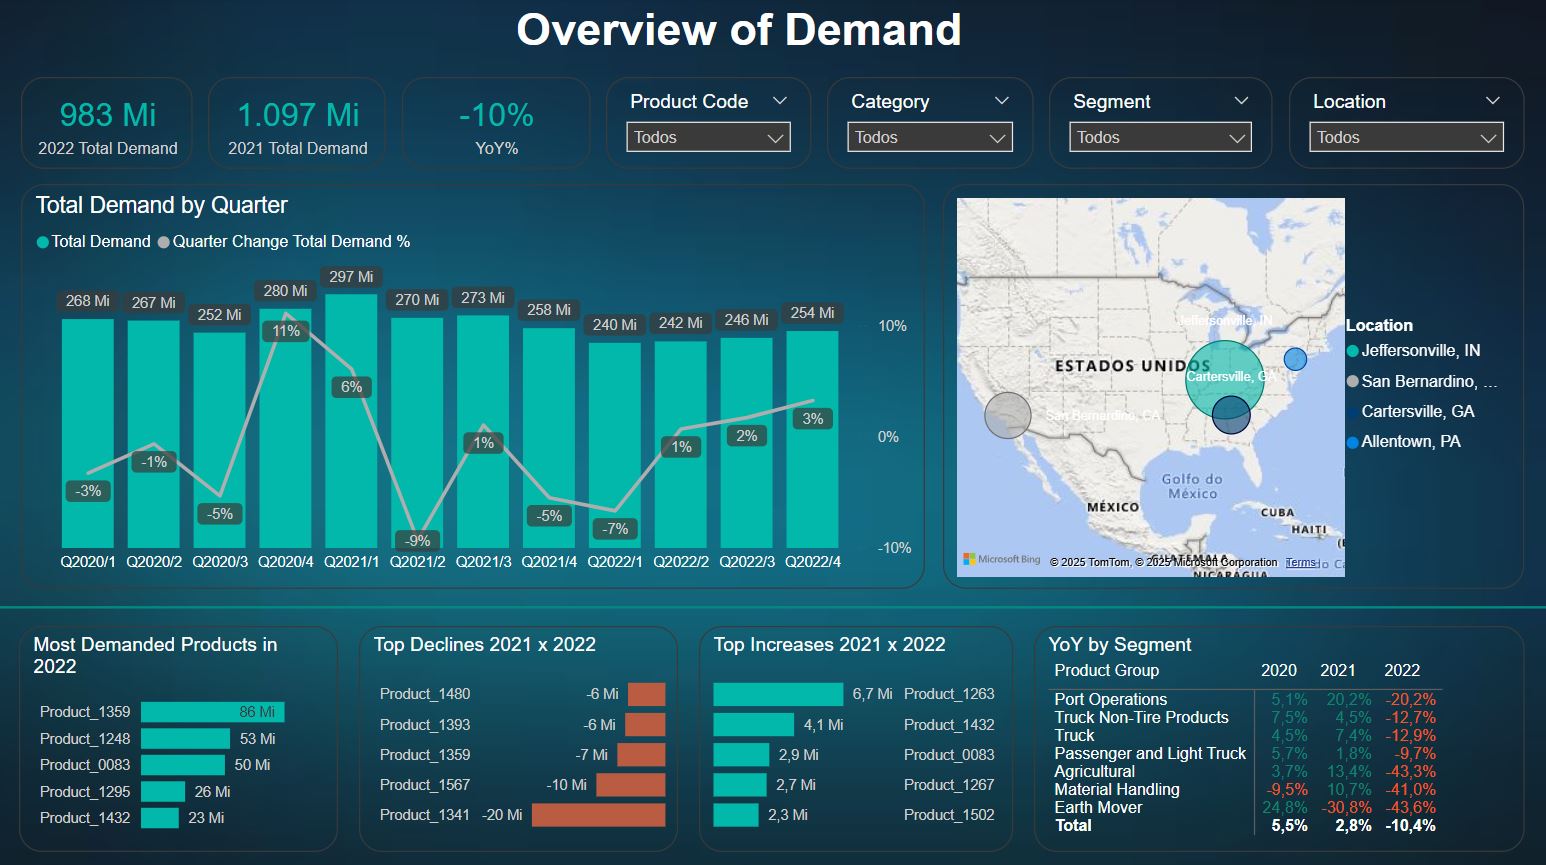 Overview of Demand
983 Mi
2022 Total Demand
1.097 Mi
2021 Total Demand
-10%
YoY%
Product Code
Todos
Category
Todos
Segment
Todos
Location
Todos
Total Demand by Quarter
Total Demand
Quarter Change Total Demand %
268 Mi
267 Mi
252 Mi
280 Mi
297 Mi
270 Mi
273 Mi
258 Mi
240 Mi
242 Mi
246 Mi
254 Mi
-3%
-1%
-5%
11%
6%
-9%
1%
-5%
-7%
1%
2%
3%
10%
0%
-10%
Q2020/1 Q2020/2 Q2020/3 Q2020/4 Q2021/1 Q2021/2 Q2021/3 Q2021/4 Q2022/1 Q2022/2 Q2022/3 Q2022/4
Jeffersonville, IN
ESTADOS UNIDOS
Cartersville, GA
San Bernardino, CA
Golfo do
México
MÉXICO
CUBA
HAITI
GUATEMALA
NICARÁGUA
Microsoft Bing
© 2025 TomTom, © 2025 Microsoft Corporation Terms
Location
Jeffersonville, IN
San Bernardino, ...
Cartersville, GA
Allentown, PA
Most Demanded Products in
2022
Product_1359 86 Mi
Product_1248 53 Mi
Product_0083 50 Mi
Product_1295 26 Mi
Product_1432 23 Mi
Top Declines 2021 x 2022
Product_1480 -6 Mi
Product_1393 -6 Mi
Product_1359 -7 Mi
Product_1567 -10 Mi
Product_1341 -20 Mi
Top Increases 2021 x 2022
6,7 Mi Product_1263
4,1 Mi Product_1432
2,9 Mi Product_0083
2,7 Mi Product_1267
2,3 Mi Product_1502
YoY by Segment
Product Group 2020 2021 2022
Port Operations 5,1% 20,2% -20,2%
Truck Non-Tire Products 7,5% 4,5% -12,7%
Truck 4,5% 7,4% -12,9%
Passenger and Light Truck 5,7% 1,8% -9,7%
Agricultural 3,7% 13,4% -43,3%
Material Handling -9,5% 10,7% -41,0%
Earth Mover 24,8% -30,8% -43,6%
Total 5,5% 2,8% -10,4%